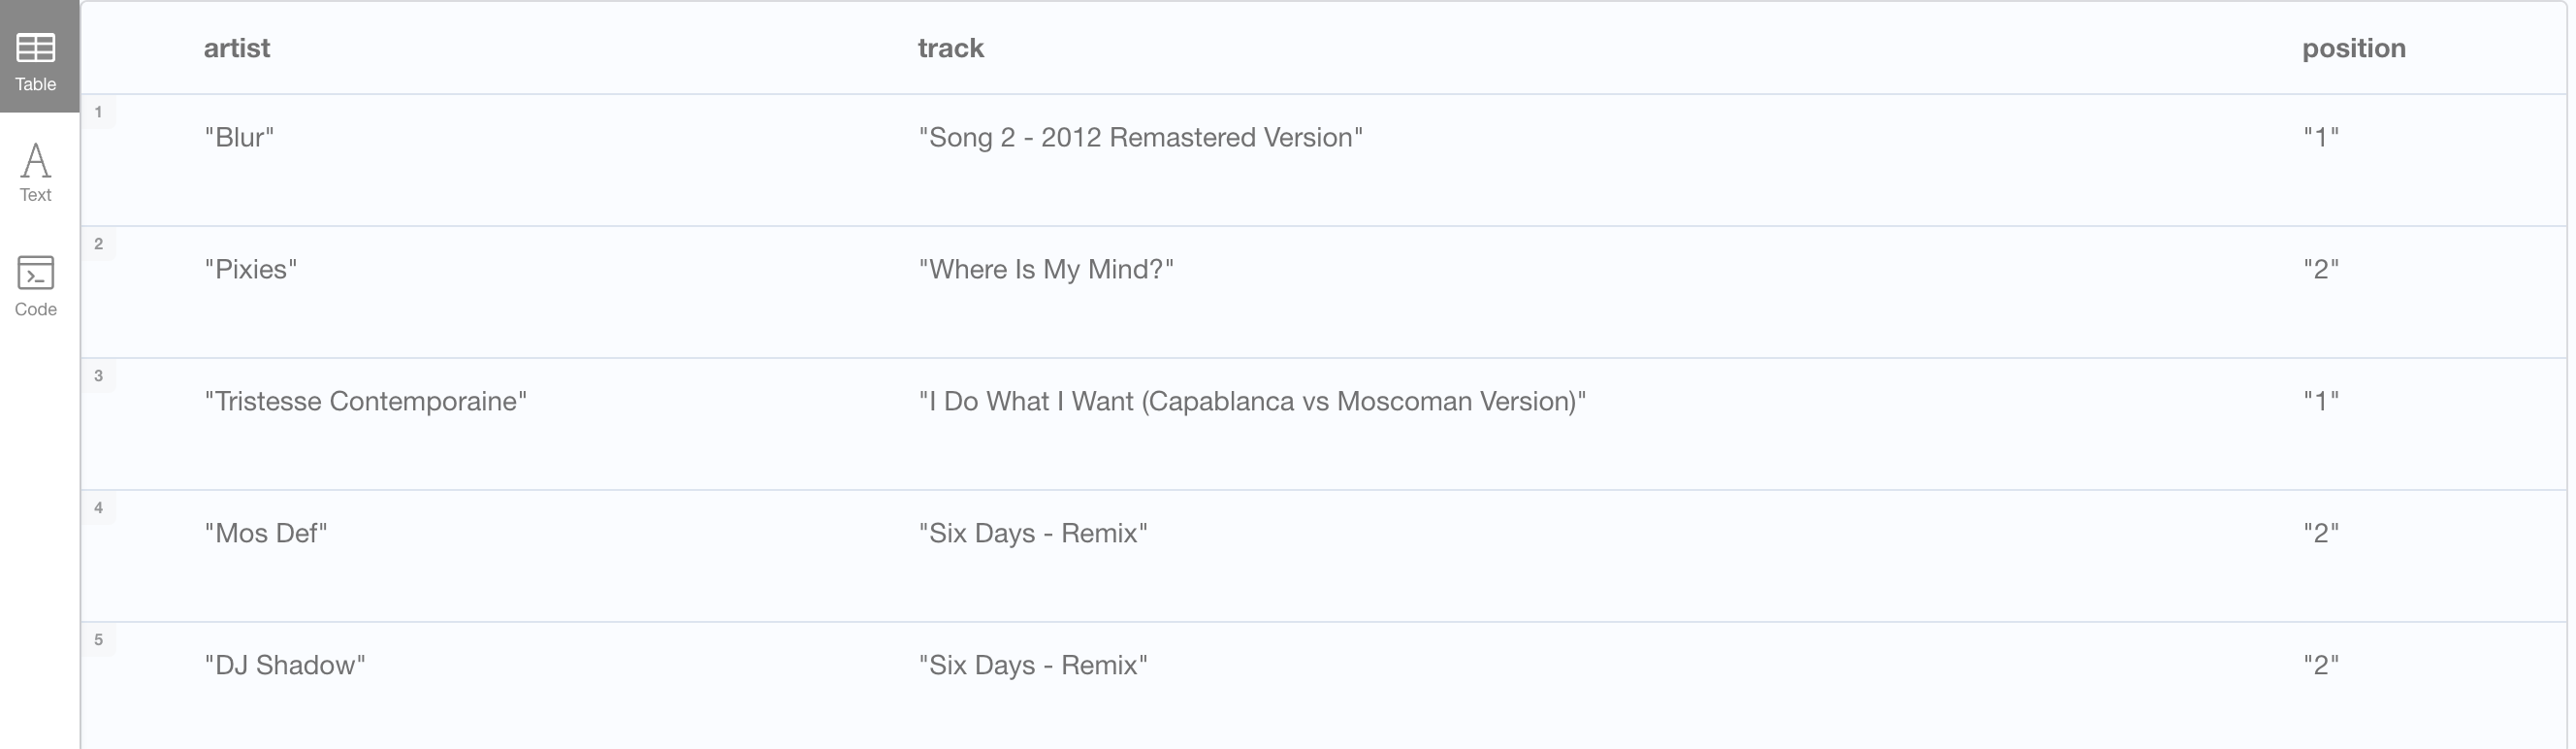 Table
Text
Code
artist track position
1
"Blur" "Song 2 - 2012 Remastered Version" "1"
2
"Pixies" "Where Is My Mind?" "2"
3
"Tristesse Contemporaine" "I Do What I Want (Capablanca vs Moscoman Version)" "1"
4
"Mos Def" "Six Days - Remix" "2"
5
"DJ Shadow" "Six Days - Remix" "2"